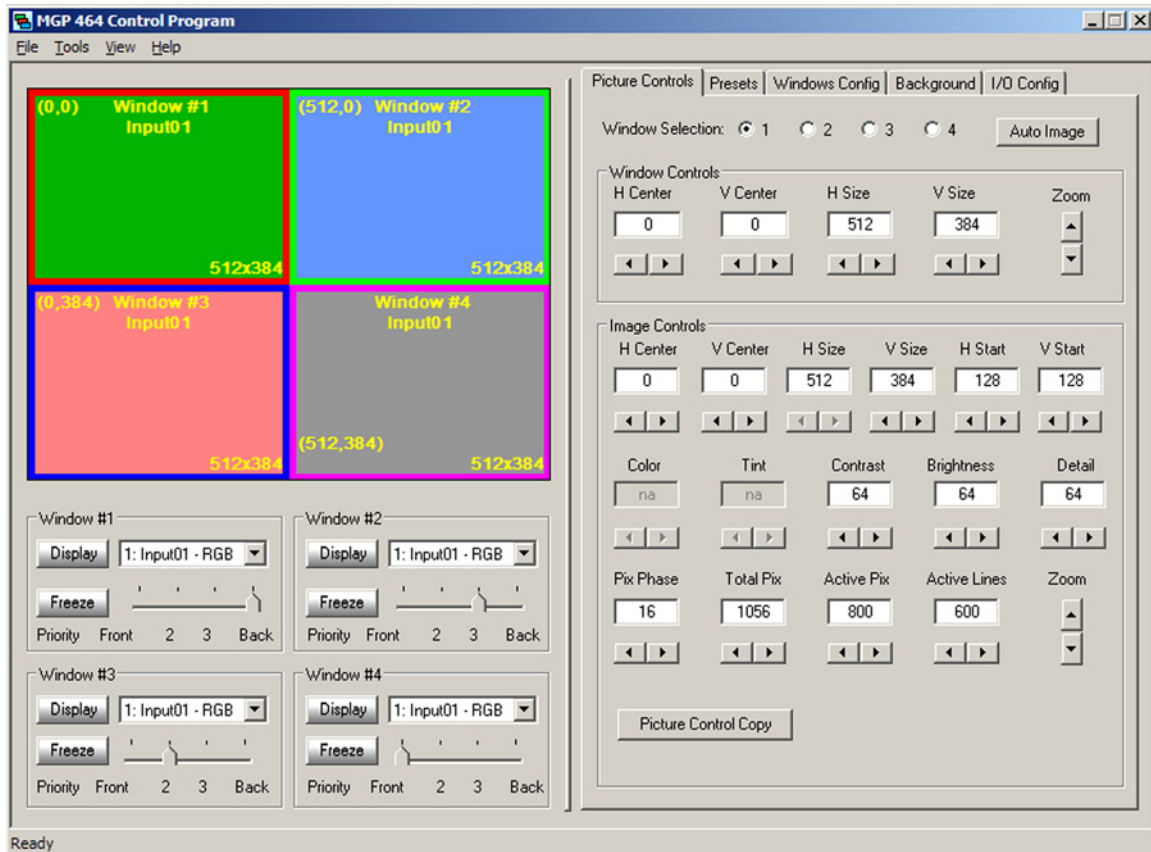 MGP 464 Control Program
File Tools View Help
(0,0) Window #1
Input01
512x384
(512,0) Window #2
Input01
512x384
(0,384) Window #3
Input01
512x384
Window #4
Input01
(512,384)
512x384
Window #1
Display 1: Input01 - RGB
Freeze
Priority Front 2 3 Back
Window #2
Display 1: Input01 - RGB
Freeze
Priority Front 2 3 Back
Window #3
Display 1: Input01 - RGB
Freeze
Priority Front 2 3 Back
Window #4
Display 1: Input01 - RGB
Freeze
Priority Front 2 3 Back
Picture Controls Presets Windows Config Background I/O Config
Window Selection: 1 2 3 4 Auto Image
Window Controls
H Center V Center H Size V Size Zoom
0 0 512 384
Image Controls
H Center V Center H Size V Size H Start V Start
0 0 512 384 128 128
Color Tint Contrast Brightness Detail
na na 64 64 64
Pix Phase Total Pix Active Pix Active Lines Zoom
16 1056 800 600
Picture Control Copy
Ready